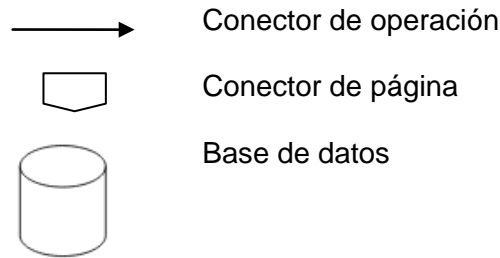 Conector de operación
Conector de página
Base de datos